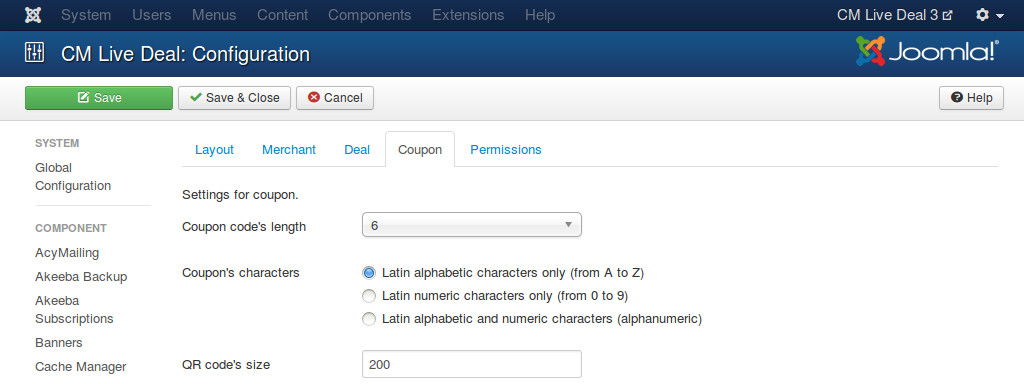 System Users Menus Content Components Extensions Help CM Live Deal 3
CM Live Deal: Configuration Joomla!®
Save Save & Close Cancel Help
SYSTEM
Global
Configuration
COMPONENT
AcyMailing
Akeeba Backup
Akeeba
Subscriptions
Banners
Cache Manager
Layout Merchant Deal Coupon Permissions
Settings for coupon.
Coupon code's length 6
Coupon's characters Latin alphabetic characters only (from A to Z)
Latin numeric characters only (from 0 to 9)
Latin alphabetic and numeric characters (alphanumeric)
QR code's size 200